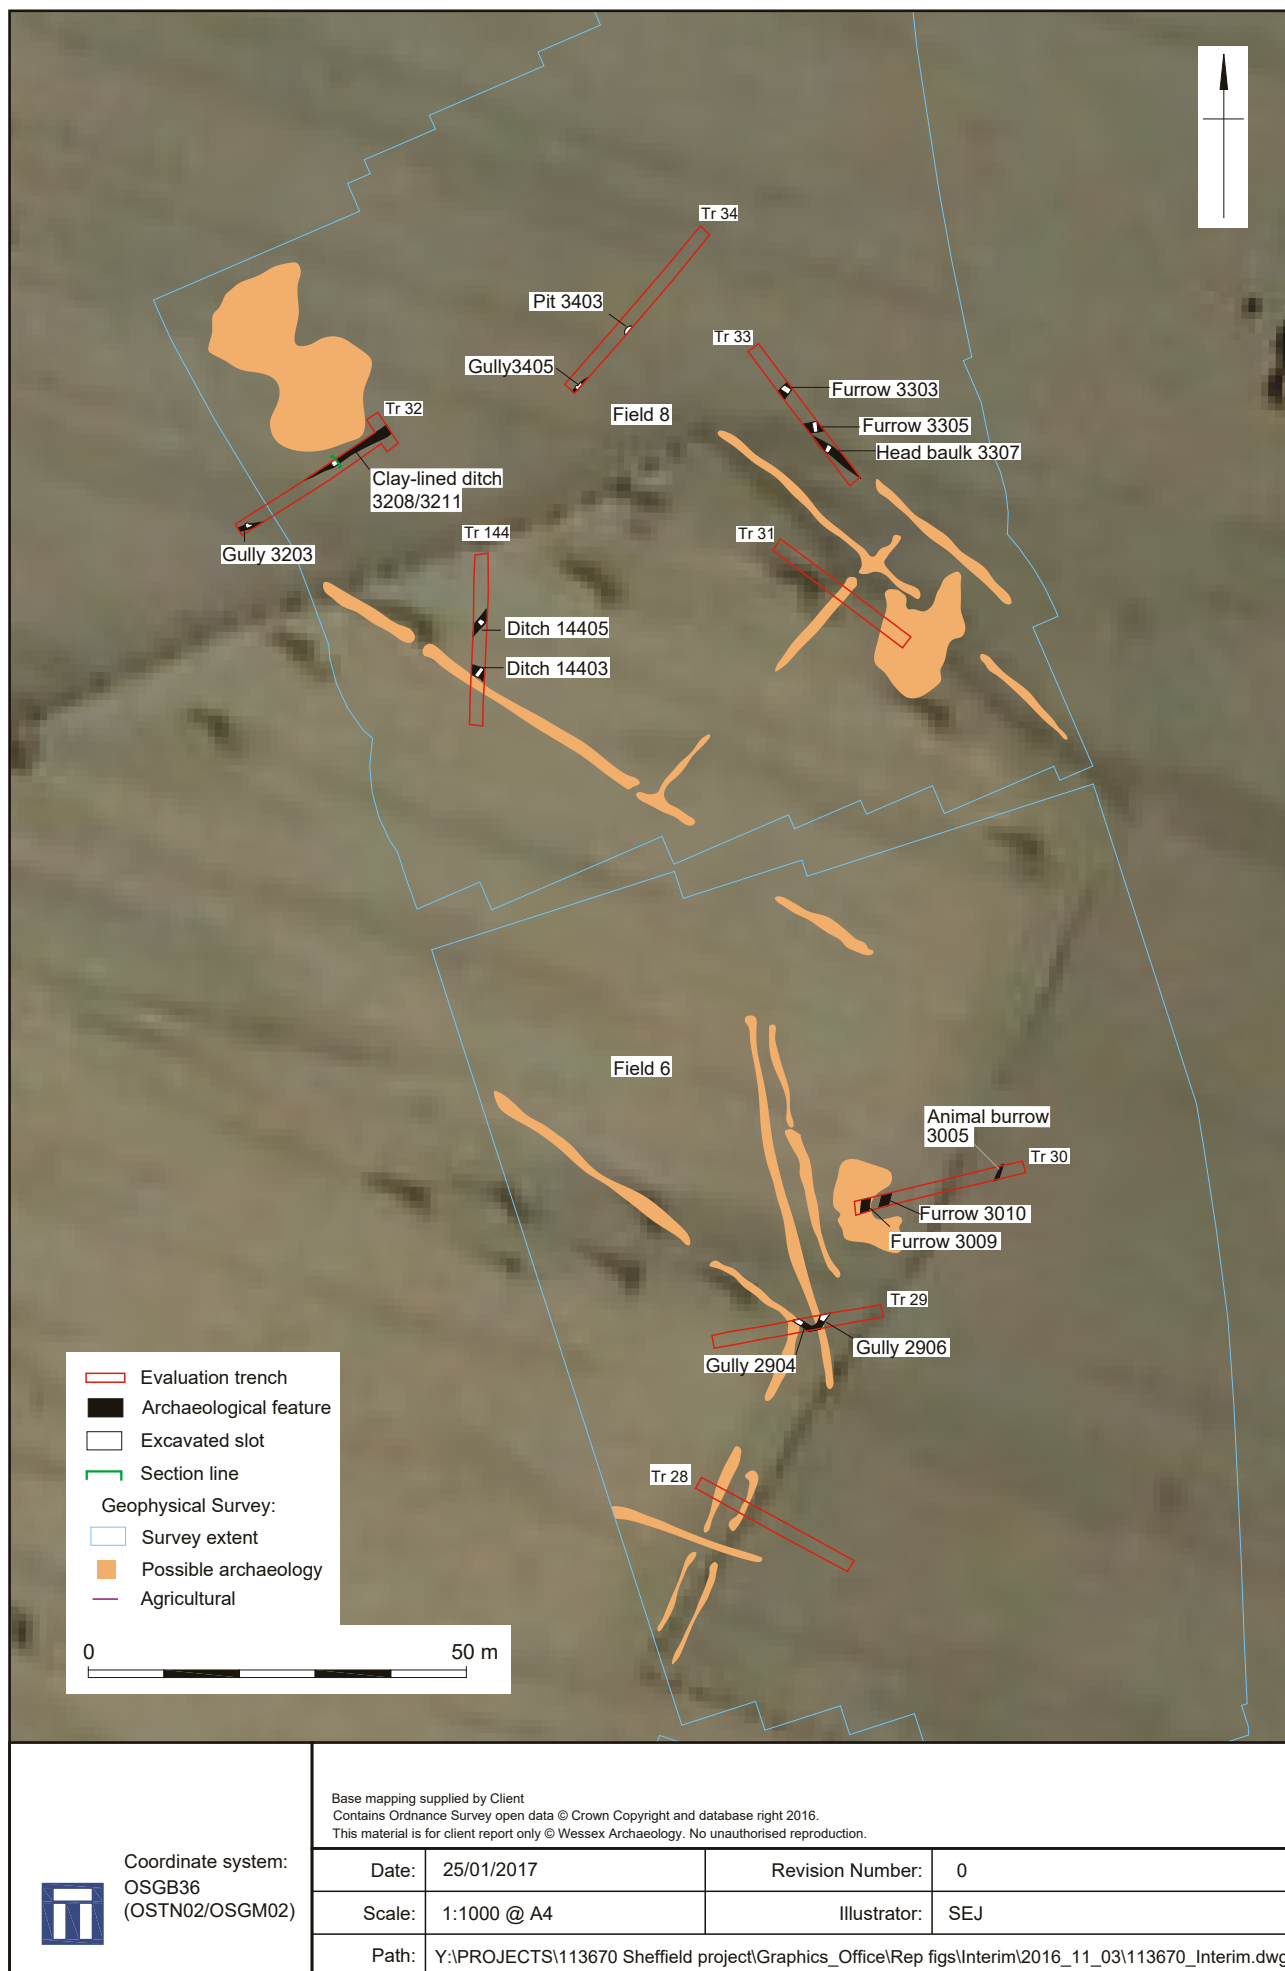 Tr 34
Pit 3403
Tr 33
Gully3405
Furrow 3303
Field 8
Tr 32
Furrow 3305
Head baulk 3307
Clay-lined ditch
3208/3211
Tr 144
Tr 31
Gully 3203
Ditch 14405
Ditch 14403
Field 6
Animal burrow
3005
Tr 30
Furrow 3010
Furrow 3009
Tr 29
Gully 2906
Gully 2904
Tr 28
Evaluation trench
Archaeological feature
Excavated slot
Section line
Geophysical Survey:
Survey extent
Possible archaeology
Agricultural
0 50 m
Base mapping supplied by Client
Contains Ordnance Survey open data © Crown Copyright and database right 2016.
This material is for client report only © Wessex Archaeology. No unauthorised reproduction.
Coordinate system:
OSGB36
(OSTN02/OSGM02)
Date: 25/01/2017 Revision Number: 0
Scale: 1:1000 @ A4 Illustrator: SEJ
Path: Y:\PROJECTS\113670 Sheffield project\Graphics_Office\Rep figs\Interim\2016_11_03\113670_Interim.dwg